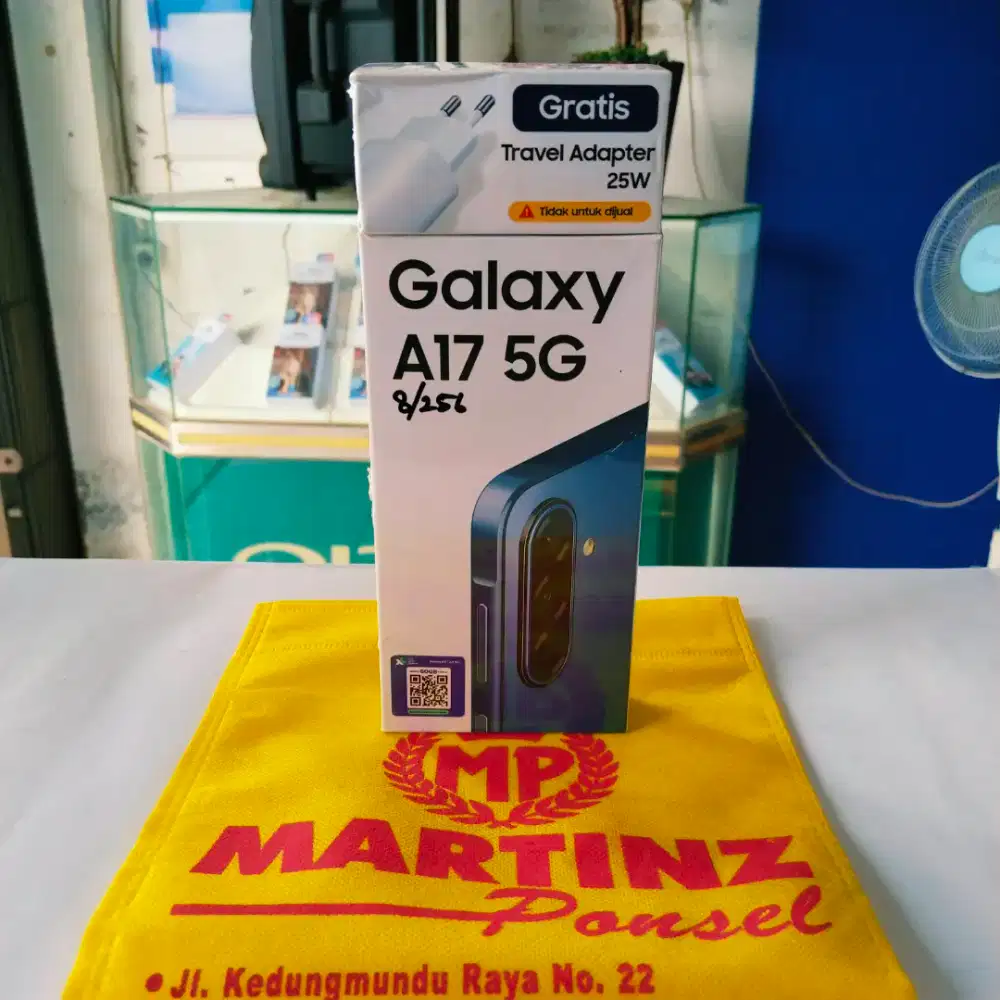 Gratis
Travel Adapter
25W
Tidak untuk dijual
Galaxy
A17 5G
8/256
MP
MARTINZ
Ponsel
• Jl. Kedungmundu Raya No. 22